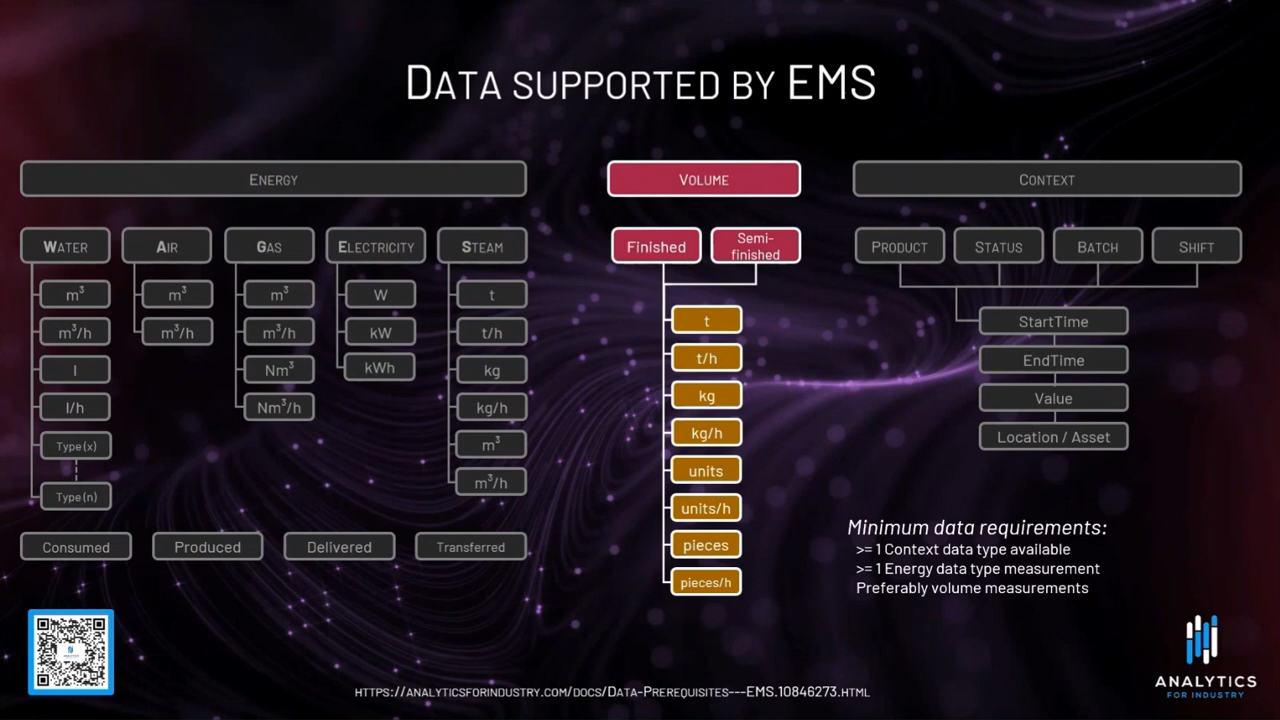 DATA SUPPORTED BY EMS
ENERGY
VOLUME
CONTEXT
WATER
AIR
GAS
ELECTRICITY
STEAM
Finished
Semi-
finished
PRODUCT
STATUS
BATCH
SHIFT
m³
m³/h
l
l/h
Type(x)
Type(n)
m³
m³/h
m³
m³/h
Nm³
Nm³/h
W
kW
kWh
t
t/h
kg
kg/h
m³
m³/h
t
t/h
kg
kg/h
units
units/h
pieces
pieces/h
StartTime
EndTime
Value
Location / Asset
Consumed
Produced
Delivered
Transferred
Minimum data requirements:
>= 1 Context data type available
>= 1 Energy data type measurement
Preferably volume measurements
HTTPS://ANALYTICSFORINDUSTRY.COM/DOCS/DATA-PREREQUISITES---EMS.10846273.HTML
ANALYTICS
FOR INDUSTRY